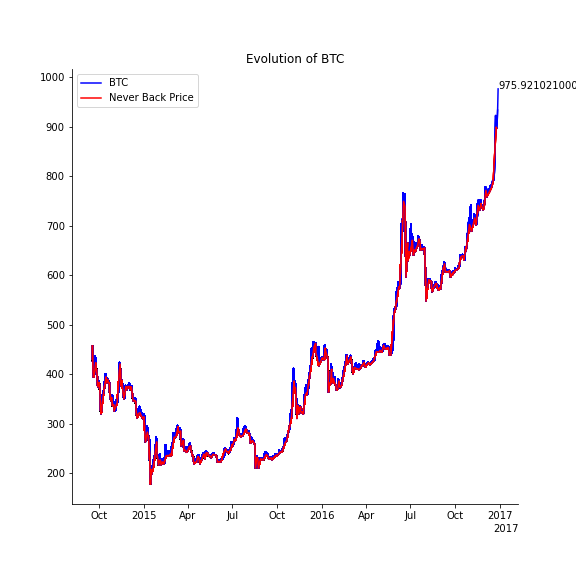 Evolution of BTC
BTC
Never Back Price
975.921021000
1000
900
800
700
600
500
400
300
200
Oct 2015 Apr Jul Oct 2016 Apr Jul Oct 2017
2017